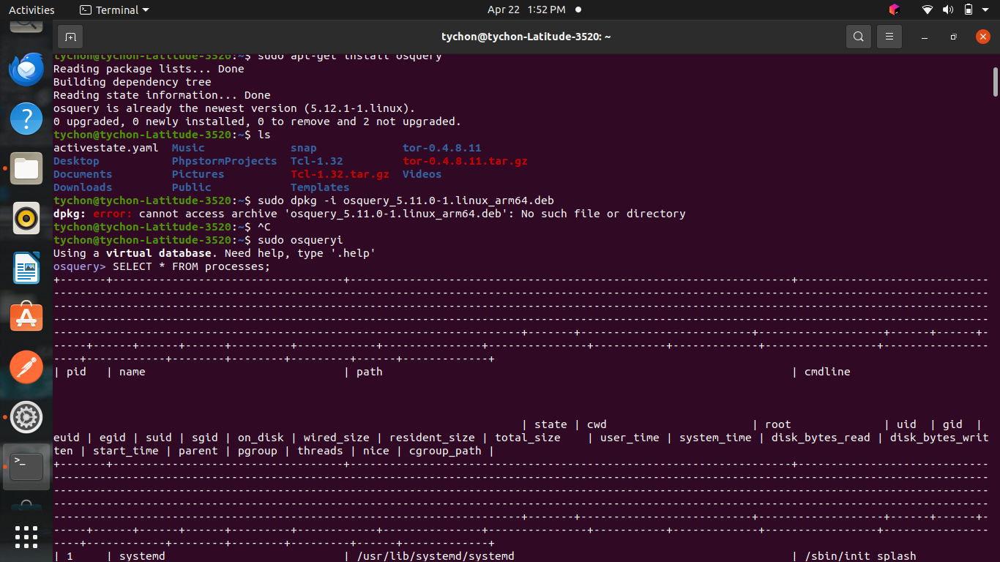 Activities Terminal Apr 22 1:52 PM
tychon@tychon-Latitude-3520: ~
tychon@tychon-Latitude-3520:~$ sudo apt-get install osquery
Reading package lists... Done
Building dependency tree
Reading state information... Done
osquery is already the newest version (5.12.1-1.linux).
0 upgraded, 0 newly installed, 0 to remove and 2 not upgraded.
tychon@tychon-Latitude-3520:~$ ls
activestate.yaml Music snap tor-0.4.8.11
Desktop PhpstormProjects Tcl-1.32 tor-0.4.8.11.tar.gz
Documents Pictures Tcl-1.32.tar.gz Videos
Downloads Public Templates
tychon@tychon-Latitude-3520:~$ sudo dpkg -i osquery_5.11.0-1.linux_arm64.deb
dpkg: error: cannot access archive 'osquery_5.11.0-1.linux_arm64.deb': No such file or directory
tychon@tychon-Latitude-3520:~$ ^C
tychon@tychon-Latitude-3520:~$ sudo osqueryi
Using a virtual database. Need help, type '.help'
osquery> SELECT * FROM processes;
| pid | name | path | cmdline
| state | cwd | root | uid | gid |
euid | egid | suid | sgid | on_disk | wired_size | resident_size | total_size | user_time | system_time | disk_bytes_read | disk_bytes_writ
ten | start_time | parent | pgroup | threads | nice | cgroup_path |
| 1 | systemd | /usr/lib/systemd/systemd | /sbin/init splash